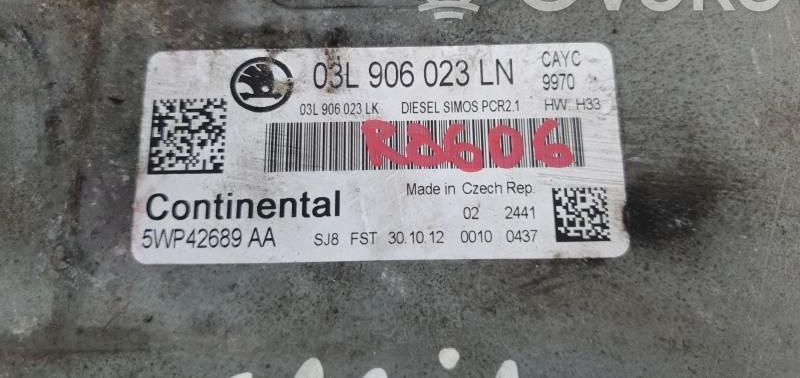 03L 906 023 LN CAYC
9970
03L 906 023 LK DIESEL SIMOS PCR2.1 HW. H33
R2606
Made in Czech Rep.
Continental 02 2441
5WP42689 AA SJ8 FST 30.10.12 0010 0437